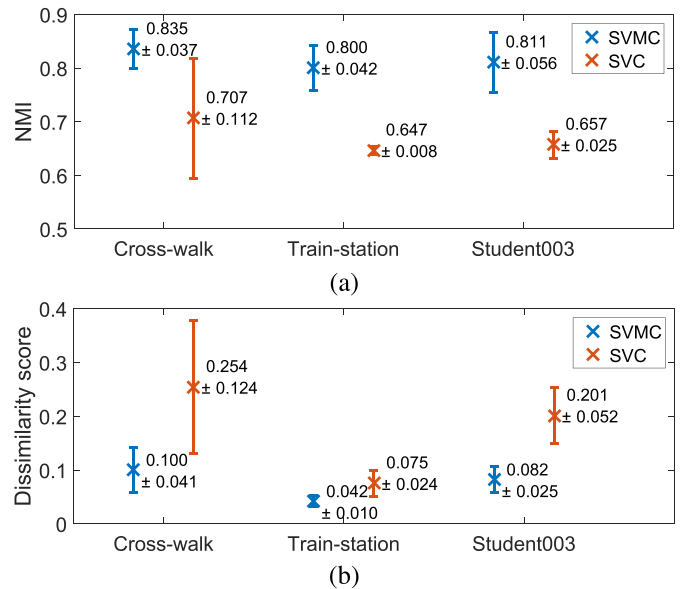 0.9
0.8
0.7
0.6
0.5
NMI
0.835
± 0.037
0.707
± 0.112
0.800
± 0.042
0.647
± 0.008
0.811
± 0.056
0.657
± 0.025
SVMC
SVC
Cross-walk
Train-station
Student003
(a)
0.4
0.3
0.2
0.1
0
Dissimilarity score
0.100
± 0.041
0.254
± 0.124
0.042
± 0.010
0.075
± 0.024
0.082
± 0.025
0.201
± 0.052
SVMC
SVC
Cross-walk
Train-station
Student003
(b)